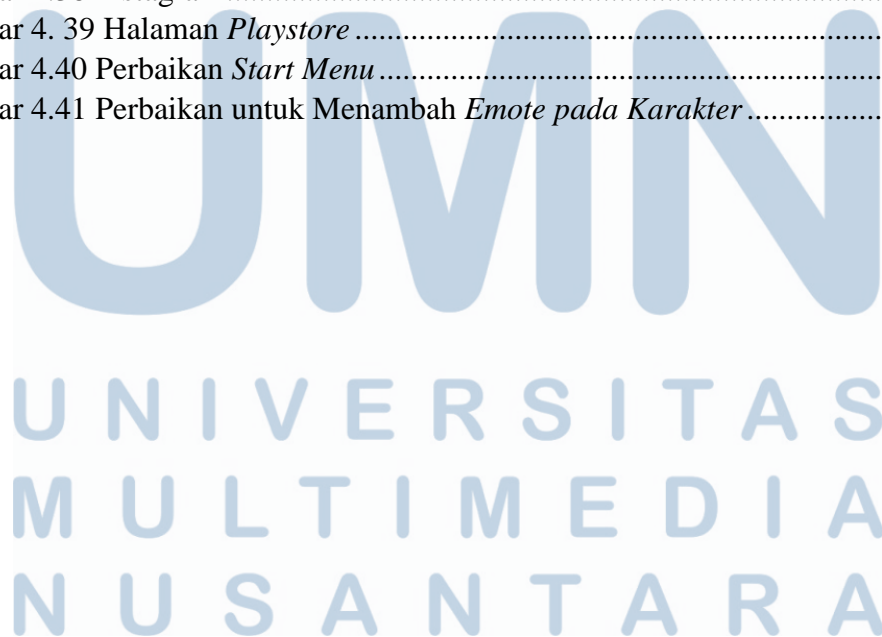 ar 4. 39 Halaman Playstore
ar 4.40 Perbaikan Start Menu
ar 4.41 Perbaikan untuk Menambah Emote pada Karakter
UMN
UNIVERSITAS
MULTIMEDIA
NUSANTARA